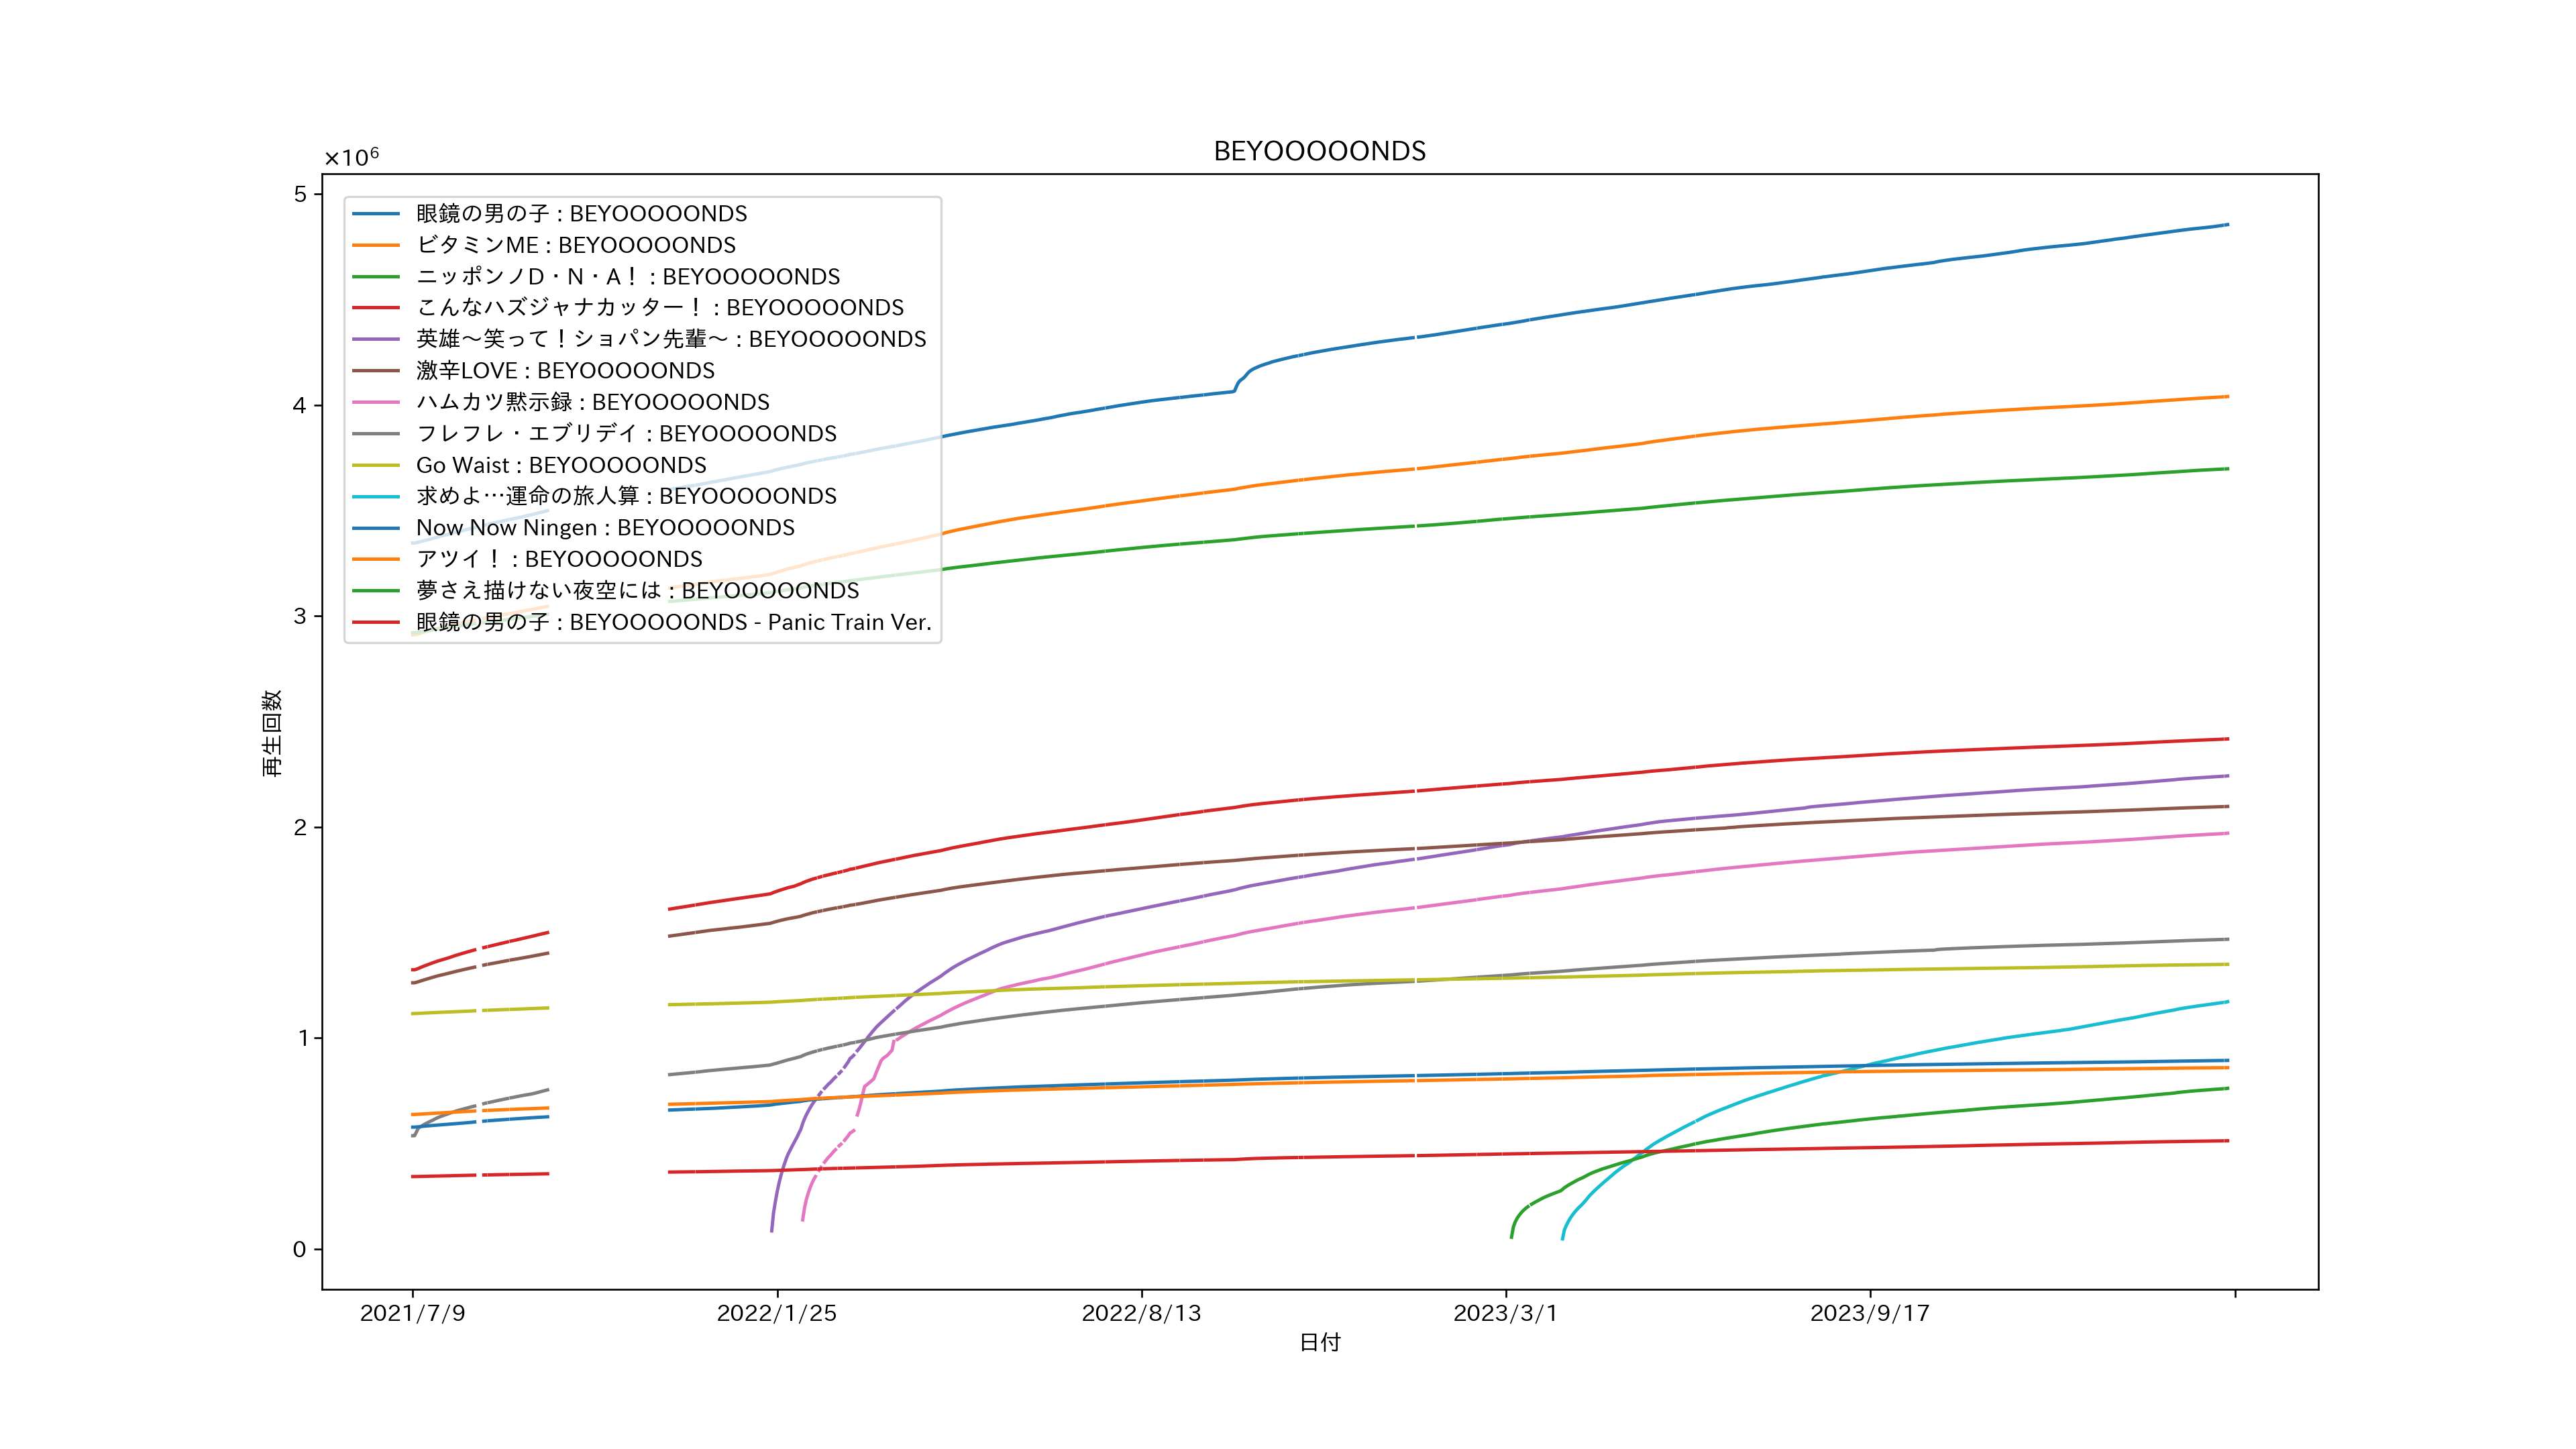 BEYOOOOONDS
×10⁶
5
4
3
2
1
0
再生回数
眼鏡の男の子 : BEYOOOOONDS
ビタミンME : BEYOOOOONDS
ニッポンノD・N・A! : BEYOOOOONDS
こんなハズジャナカッター! : BEYOOOOONDS
英雄〜笑って!ショパン先輩〜 : BEYOOOOONDS
激辛LOVE : BEYOOOOONDS
ハムカツ黙示録 : BEYOOOOONDS
フレフレ・エブリデイ : BEYOOOOONDS
Go Waist : BEYOOOOONDS
求めよ…運命の旅人算 : BEYOOOOONDS
Now Now Ningen : BEYOOOOONDS
アツイ! : BEYOOOOONDS
夢さえ描けない夜空には : BEYOOOOONDS
眼鏡の男の子 : BEYOOOOONDS - Panic Train Ver.
2021/7/9 2022/1/25 2022/8/13 2023/3/1 2023/9/17
日付